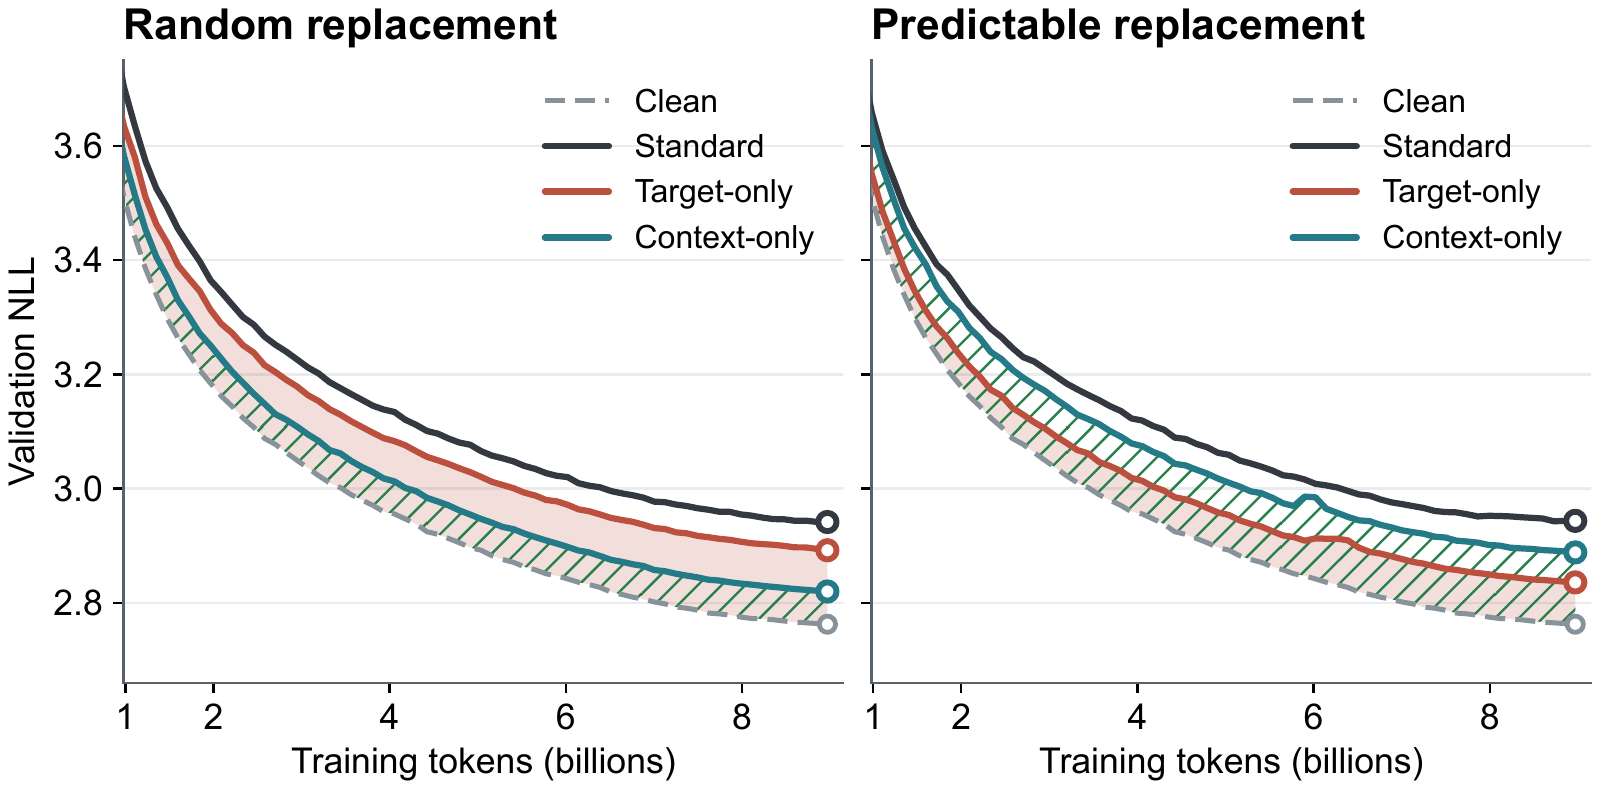 Random replacement
Clean
Standard
Target-only
Context-only
Validation NLL
3.6
3.4
3.2
3.0
2.8
1 2 4 6 8
Training tokens (billions)
Predictable replacement
Clean
Standard
Target-only
Context-only
1 2 4 6 8
Training tokens (billions)